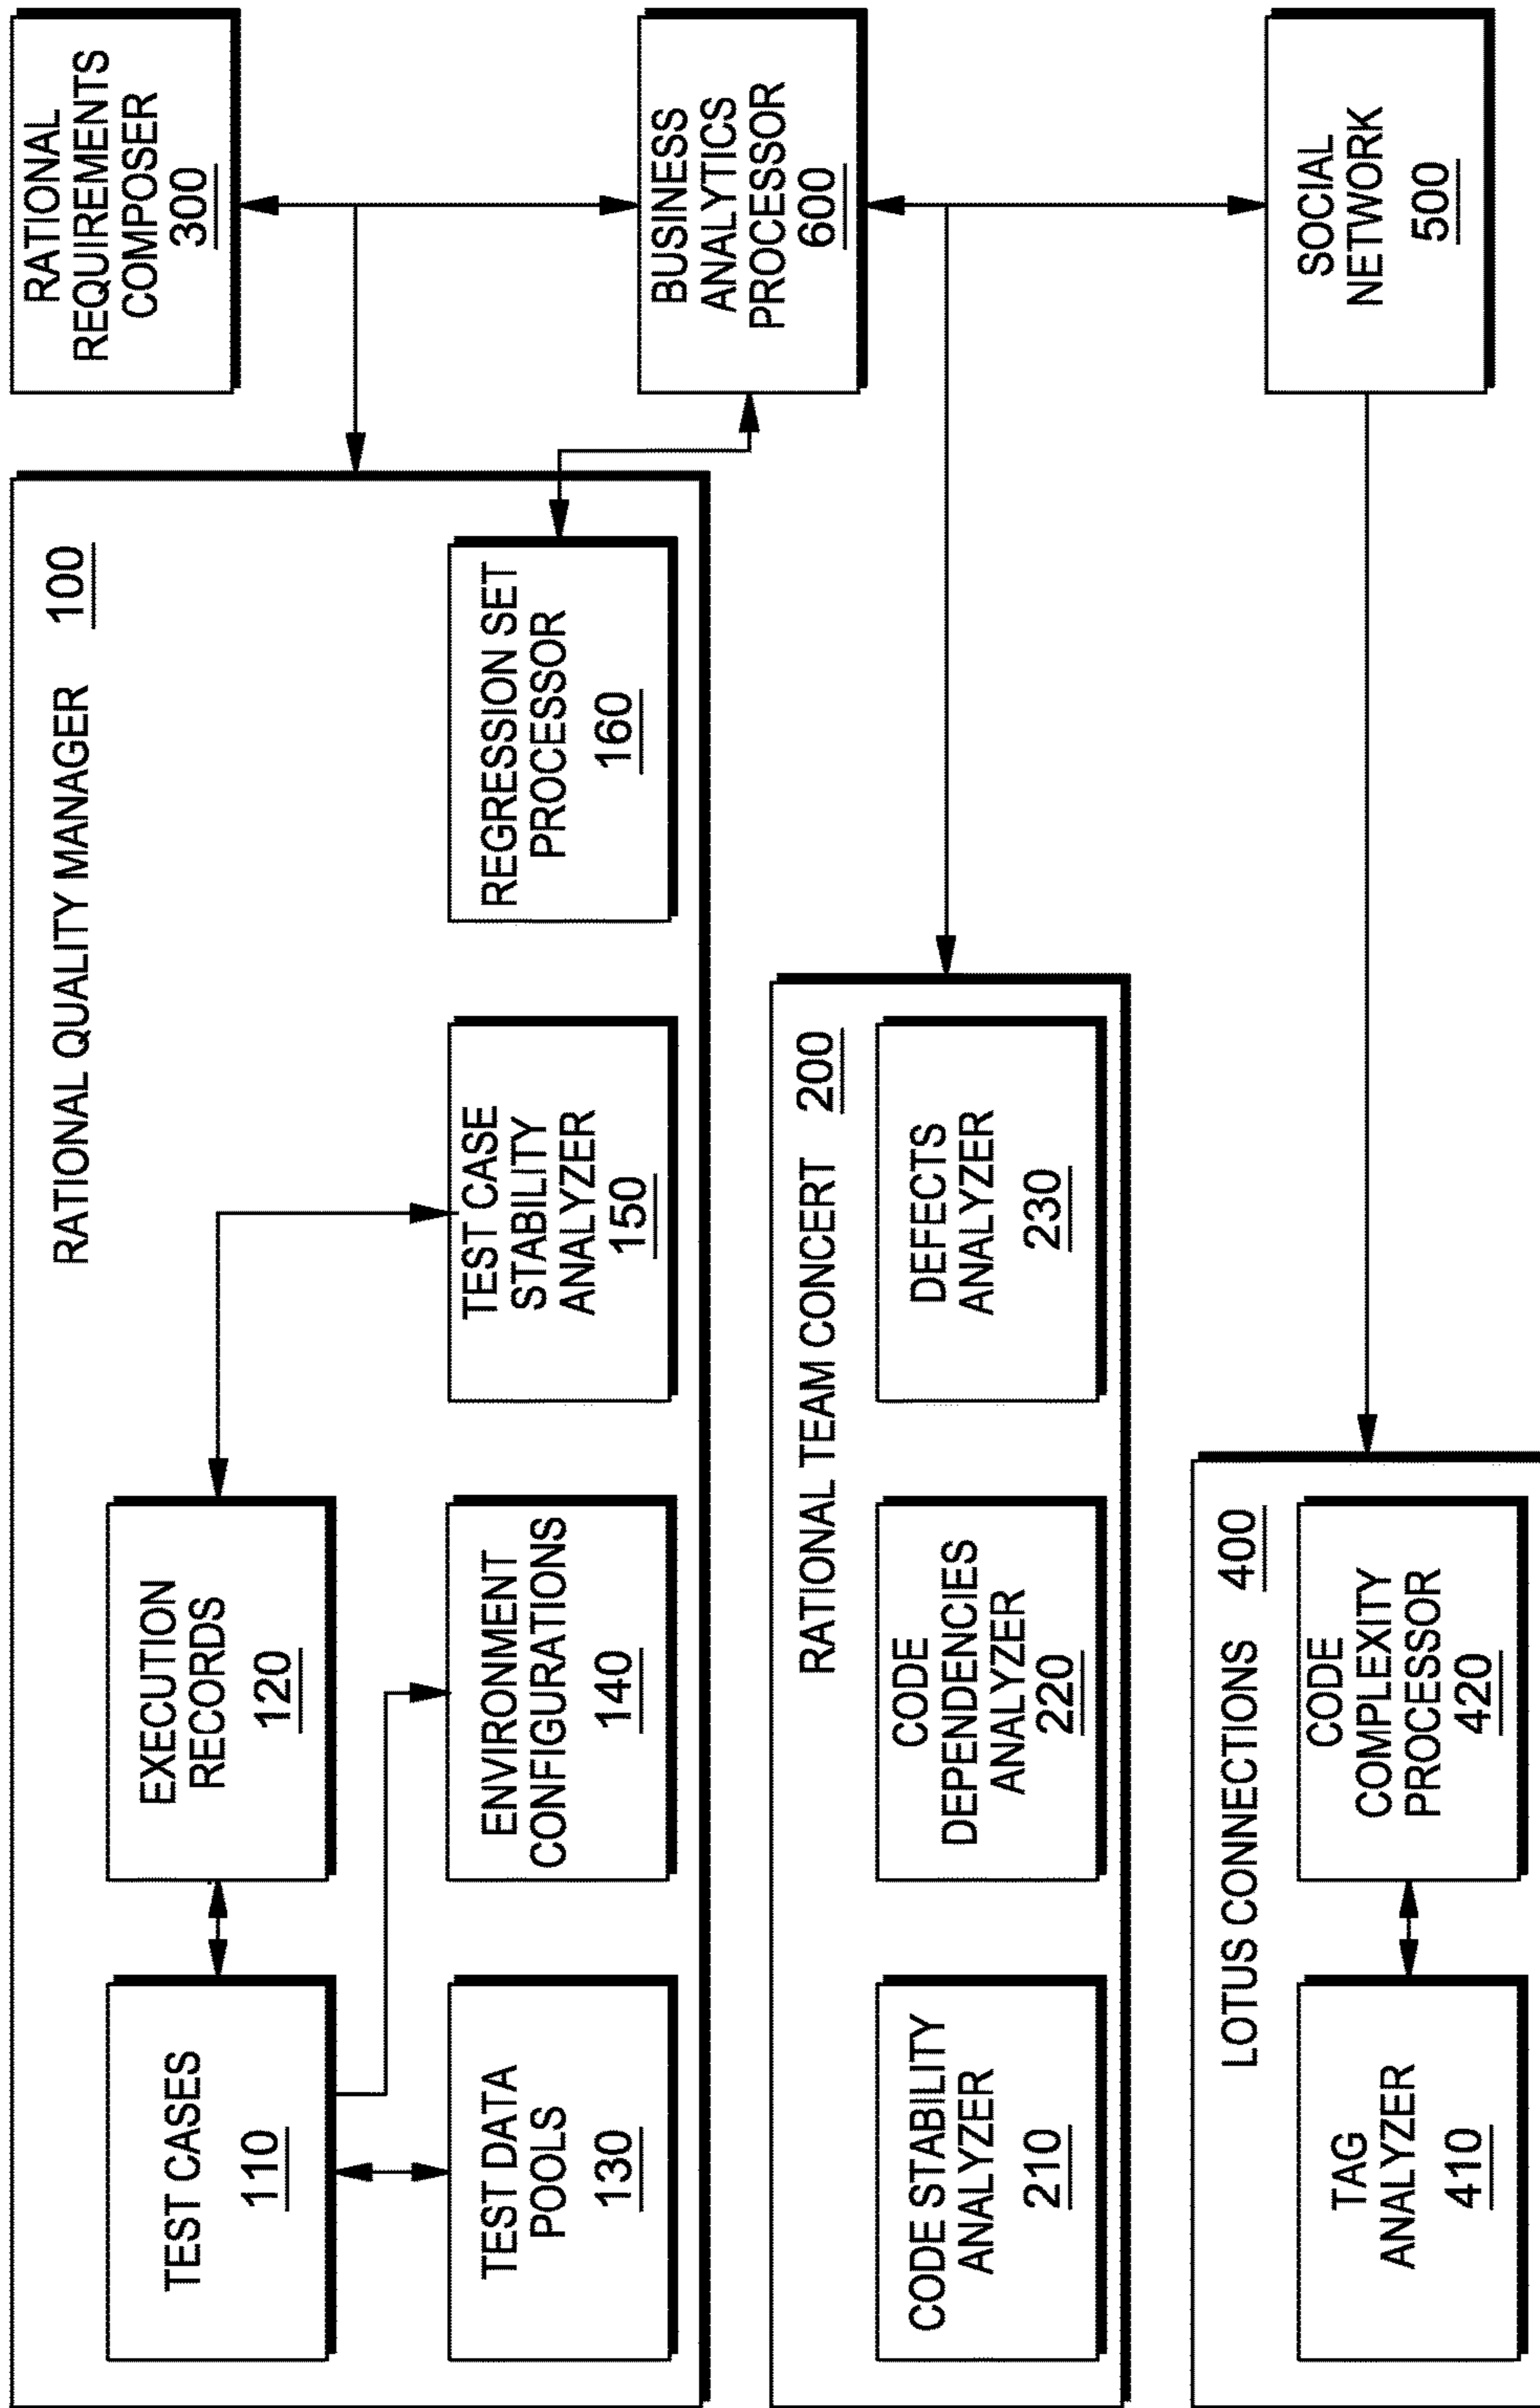 RATIONAL QUALITY MANAGER 100
TEST CASES
110
EXECUTION
RECORDS
120
TEST DATA
POOLS
130
ENVIRONMENT
CONFIGURATIONS
140
TEST CASE
STABILITY
ANALYZER
150
REGRESSION SET
PROCESSOR
160
RATIONAL
REQUIREMENTS
COMPOSER
300
BUSINESS
ANALYTICS
PROCESSOR
600
RATIONAL TEAM CONCERT 200
CODE STABILITY
ANALYZER
210
CODE
DEPENDENCIES
ANALYZER
220
DEFECTS
ANALYZER
230
LOTUS CONNECTIONS 400
TAG
ANALYZER
410
CODE
COMPLEXITY
PROCESSOR
420
SOCIAL
NETWORK
500